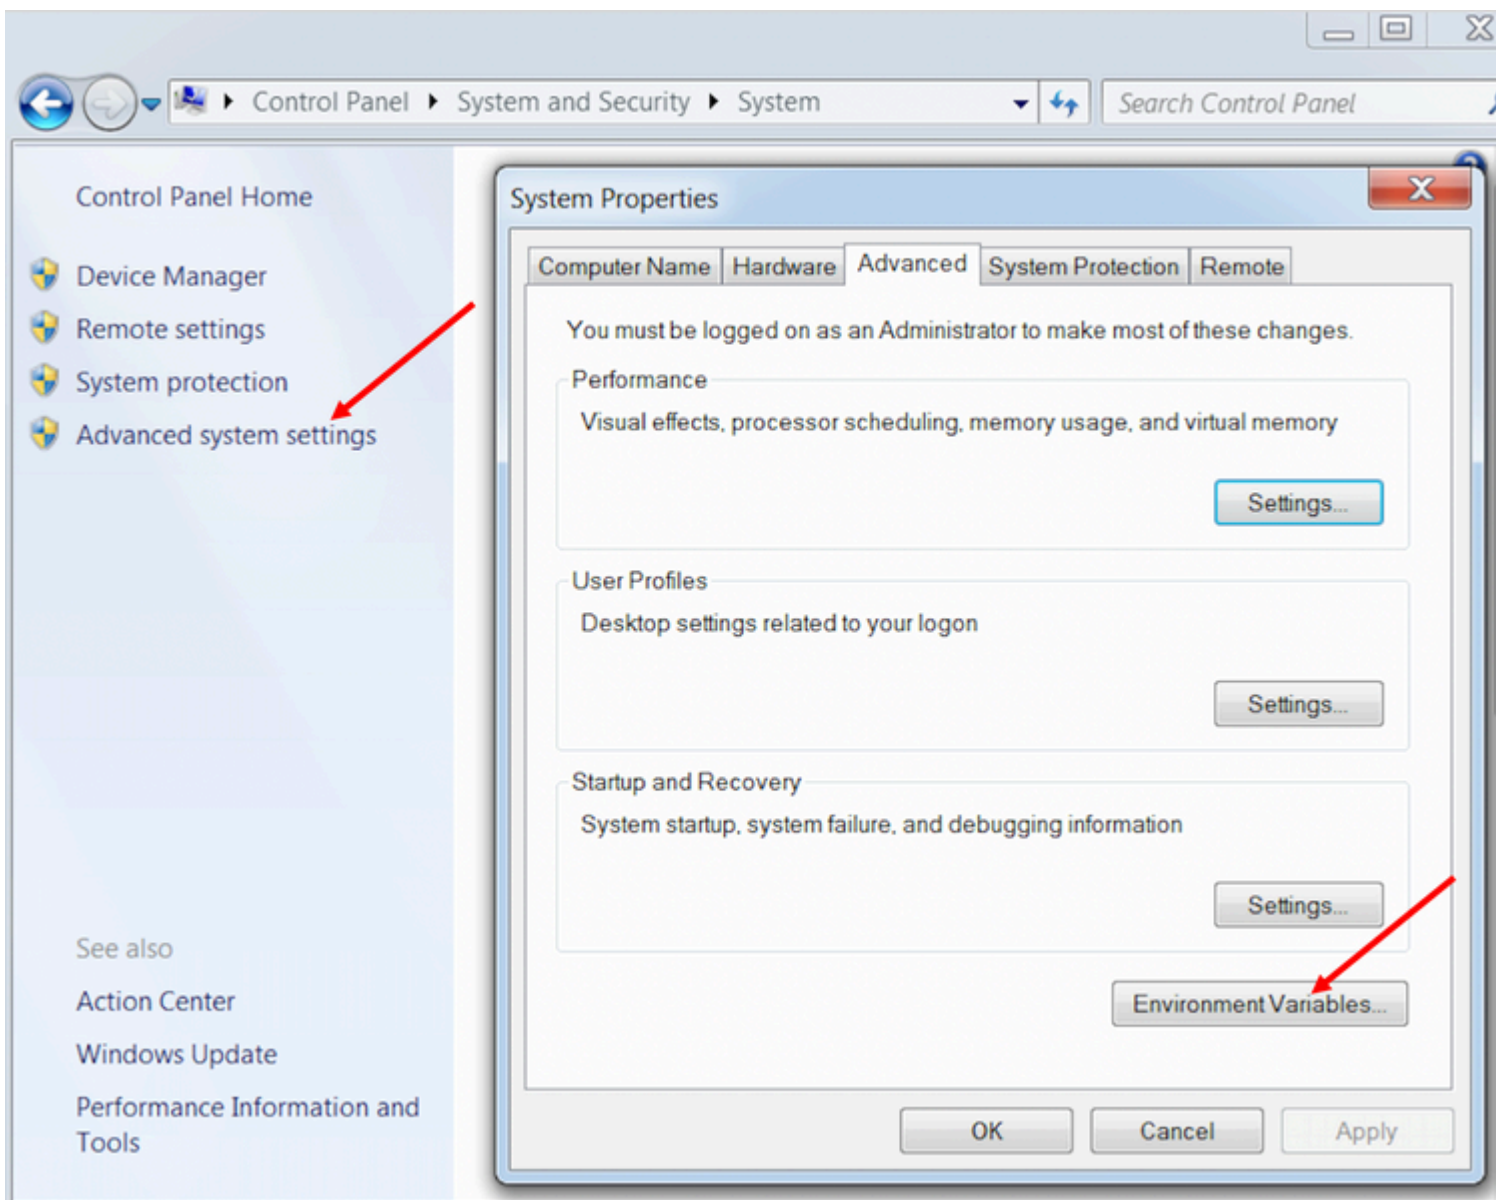 Control Panel
System and Security
System
Search Control Panel
Control Panel Home
Device Manager
Remote settings
System protection
Advanced system settings
See also
Action Center
Windows Update
Performance Information and
Tools
System Properties
Computer Name
Hardware
Advanced
System Protection
Remote
You must be logged on as an Administrator to make most of these changes.
Performance
Visual effects, processor scheduling, memory usage, and virtual memory
Settings...
User Profiles
Desktop settings related to your logon
Settings...
Startup and Recovery
System startup, system failure, and debugging information
Settings...
Environment Variables...
OK
Cancel
Apply